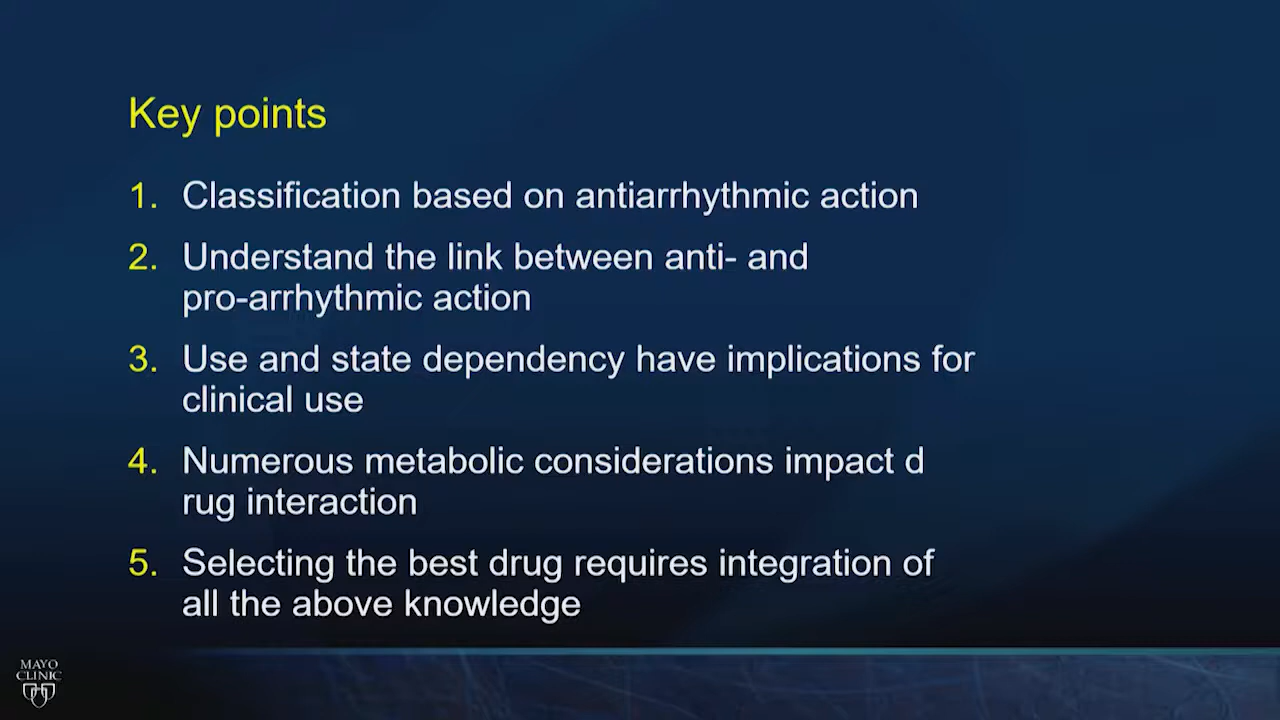 Key points
1. Classification based on antiarrhythmic action
2. Understand the link between anti- and
pro-arrhythmic action
3. Use and state dependency have implications for
clinical use
4. Numerous metabolic considerations impact d
rug interaction
5. Selecting the best drug requires integration of
all the above knowledge
MAYO
CLINIC